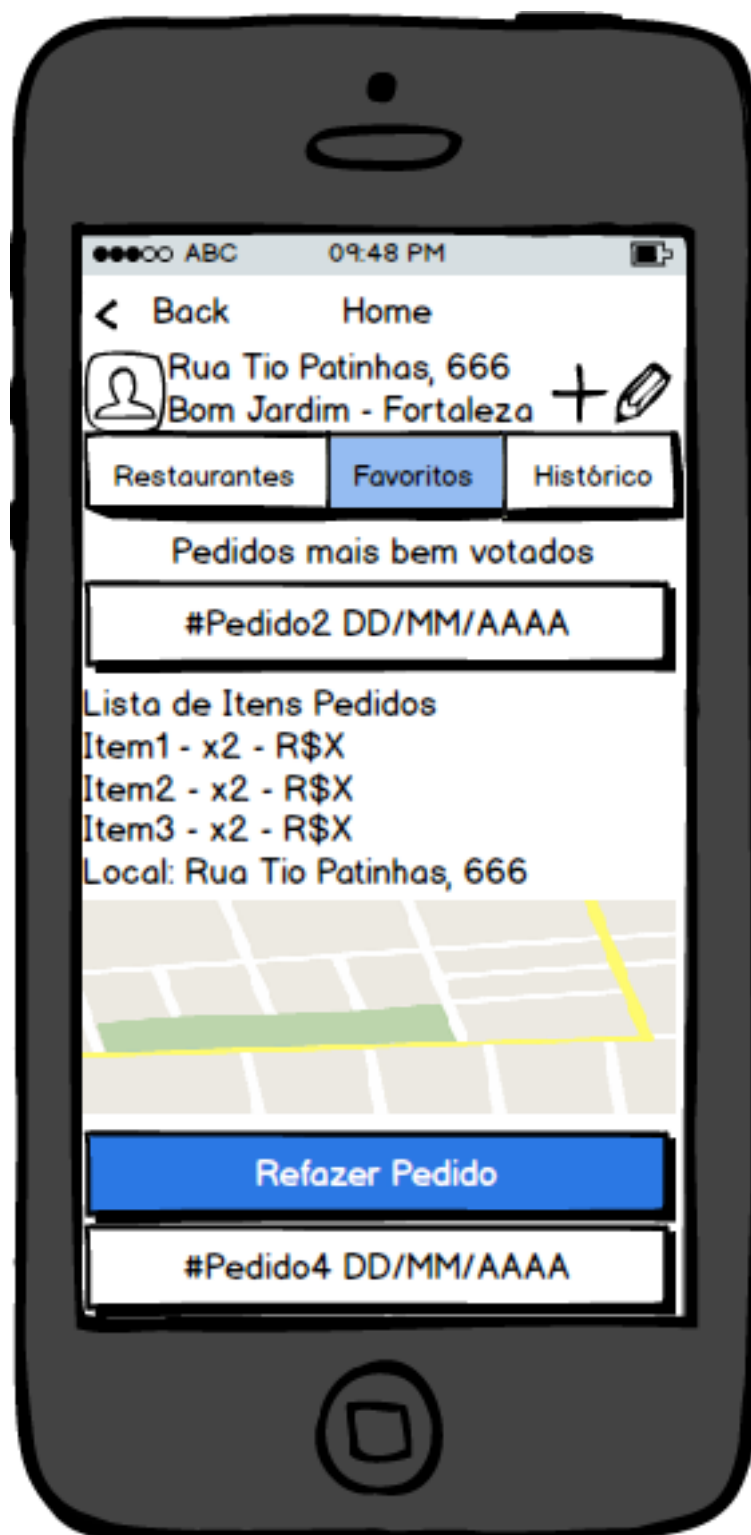 ABC 09:48 PM
Back Home
Rua Tio Patinhas, 666
Bom Jardim - Fortaleza
Restaurantes Favoritos Histórico
Pedidos mais bem votados
#Pedido2 DD/MM/AAAA
Lista de Itens Pedidos
Item1 - x2 - R$X
Item2 - x2 - R$X
Item3 - x2 - R$X
Local: Rua Tio Patinhas, 666
Refazer Pedido
#Pedido4 DD/MM/AAAA